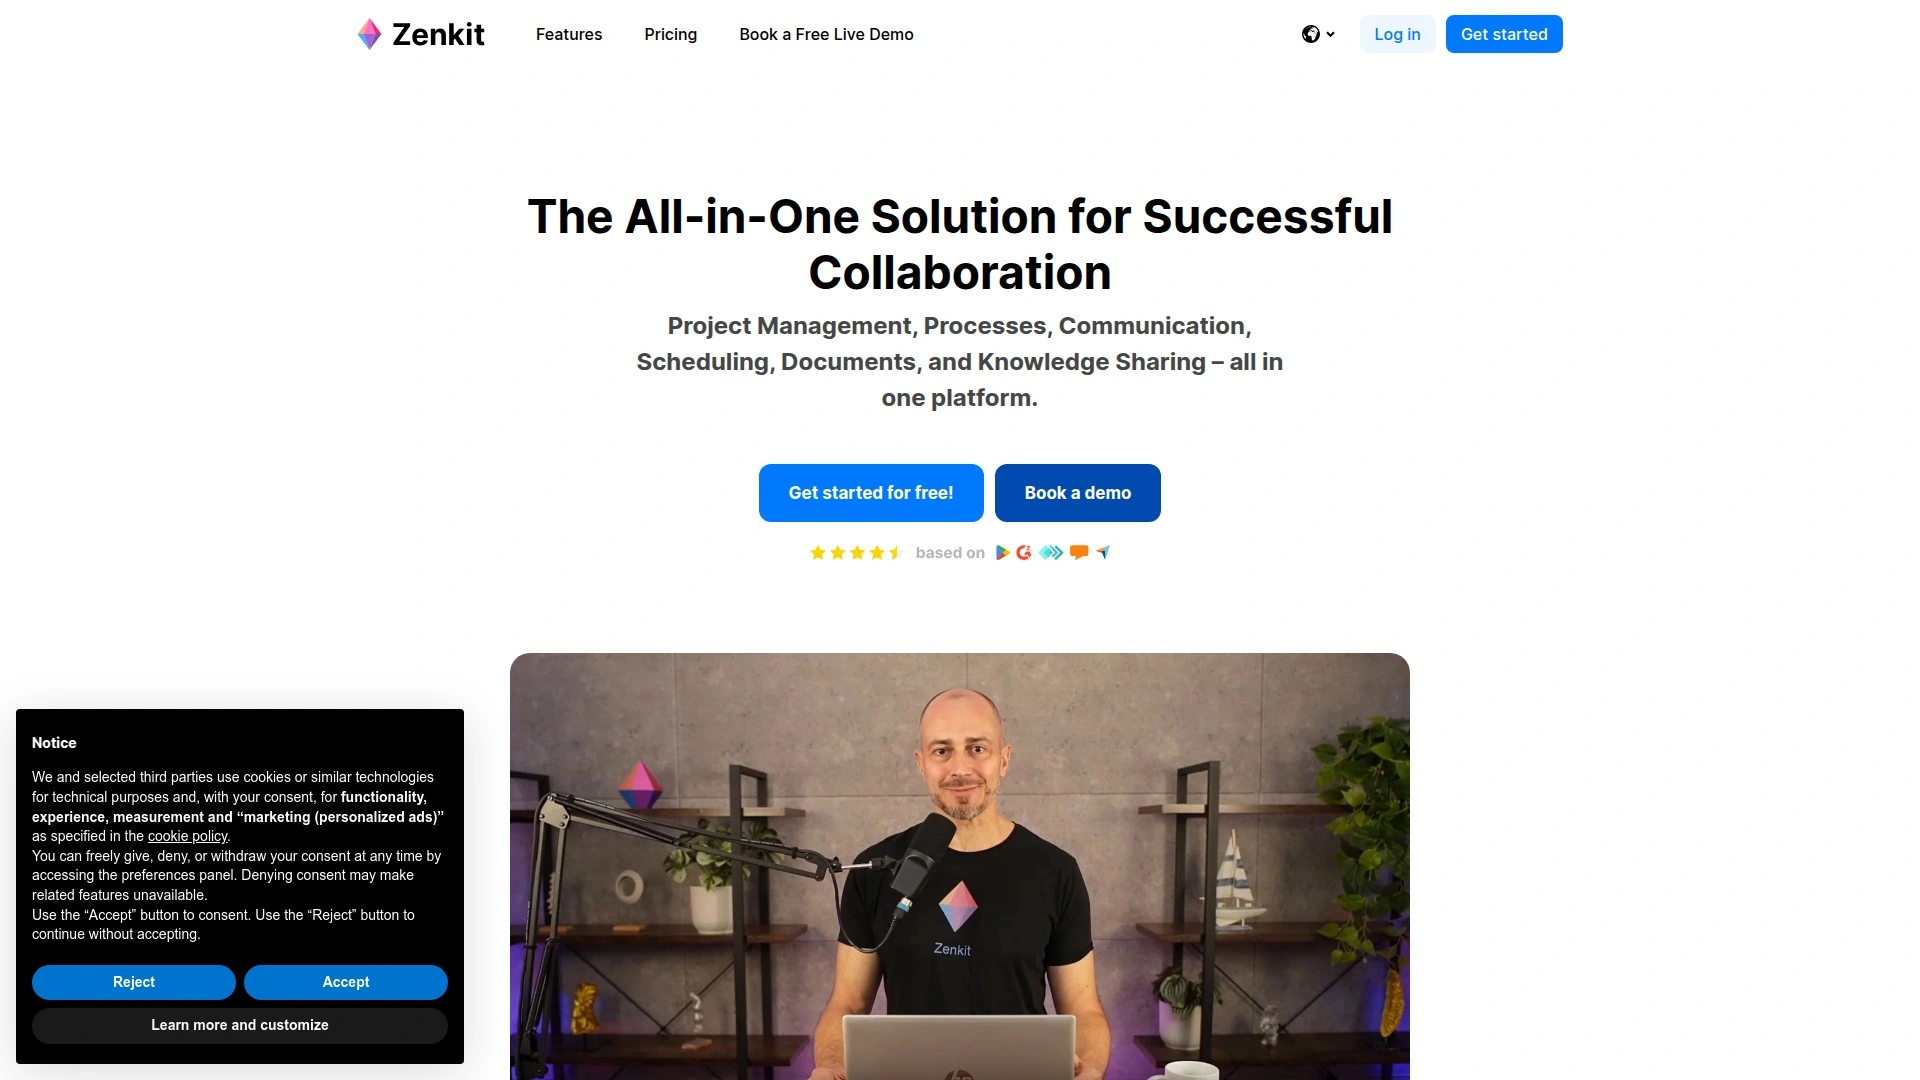 Zenkit
Features
Pricing
Book a Free Live Demo
Log in
Get started
The All-in-One Solution for Successful
Collaboration
Project Management, Processes, Communication,
Scheduling, Documents, and Knowledge Sharing – all in
one platform.
Get started for free!
Book a demo
based on
Zenkit
Notice
We and selected third parties use cookies or similar technologies
for technical purposes and, with your consent, for functionality,
experience, measurement and “marketing (personalized ads)”
as specified in the cookie policy.
You can freely give, deny, or withdraw your consent at any time by
accessing the preferences panel. Denying consent may make
related features unavailable.
Use the “Accept” button to consent. Use the “Reject” button to
continue without accepting.
Reject
Accept
Learn more and customize